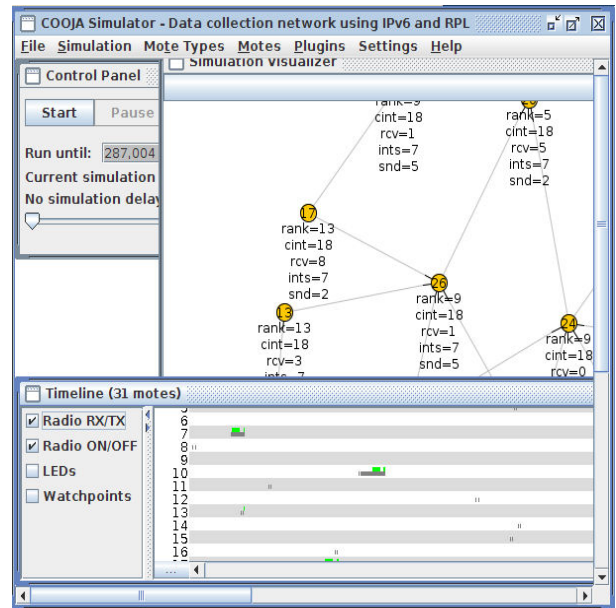 COOJA Simulator - Data collection network using IPv6 and RPL
File Simulation Mote Types Motes Plugins Settings Help
Control Panel
Start Pause
Run until: 287,004
Current simulation
No simulation delay
Simulation Visualizer
rank=9
cint=18
rcv=1
ints=7
snd=5
rank=5
cint=18
rcv=5
ints=7
snd=2
17
rank=13
cint=18
rcv=8
ints=7
snd=2
26
rank=9
cint=18
rcv=1
ints=7
snd=5
13
rank=13
cint=18
rcv=3
ints=7
24
rank=9
cint=18
rcv=0
Timeline (31 motes)
Radio RX/TX
Radio ON/OFF
LEDs
Watchpoints
5
6
7
8
9
10
11
12
13
14
15
16
17
...